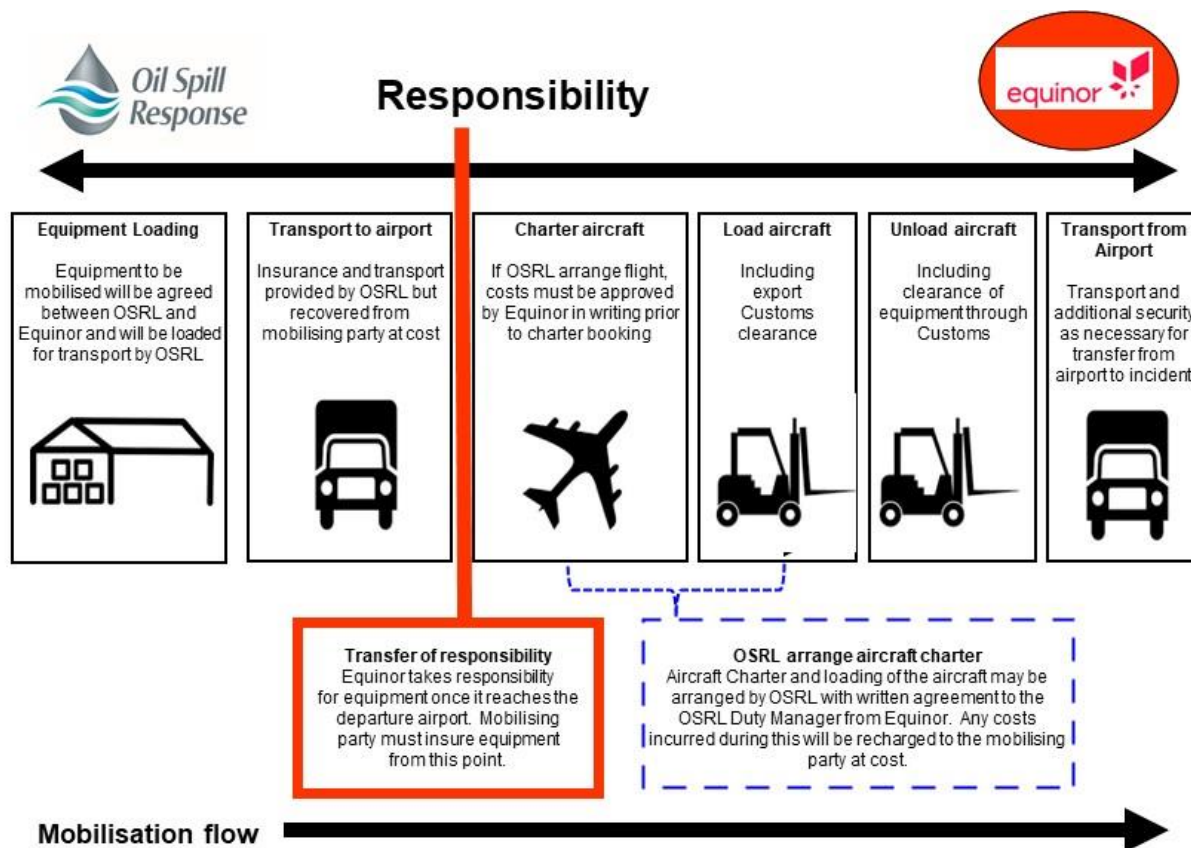 Oil Spill
Response
Responsibility
equinor
Equipment Loading
Equipment to be
mobilised will be agreed
between OSRL and
Equinor and will be loaded
for transport by OSRL
Transport to airport
Insurance and transport
provided by OSRL but
recovered from
mobilising party at cost
Charter aircraft
If OSRL arrange flight,
costs must be approved
by Equinor in writing prior
to charter booking
Load aircraft
Including
export
Customs
clearance
Unload aircraft
Including
clearance of
equipment through
Customs
Transport from
Airport
Transport and
additional security
as necessary for
transfer from
airport to incident
Transfer of responsibility
Equinor takes responsibility
for equipment once it reaches the
departure airport. Mobilising
party must insure equipment
from this point.
OSRL arrange aircraft charter
Aircraft Charter and loading of the aircraft may be
arranged by OSRL with written agreement to the
OSRL Duty Manager from Equinor. Any costs
incurred during this will be recharged to the mobilising
party at cost.
Mobilisation flow